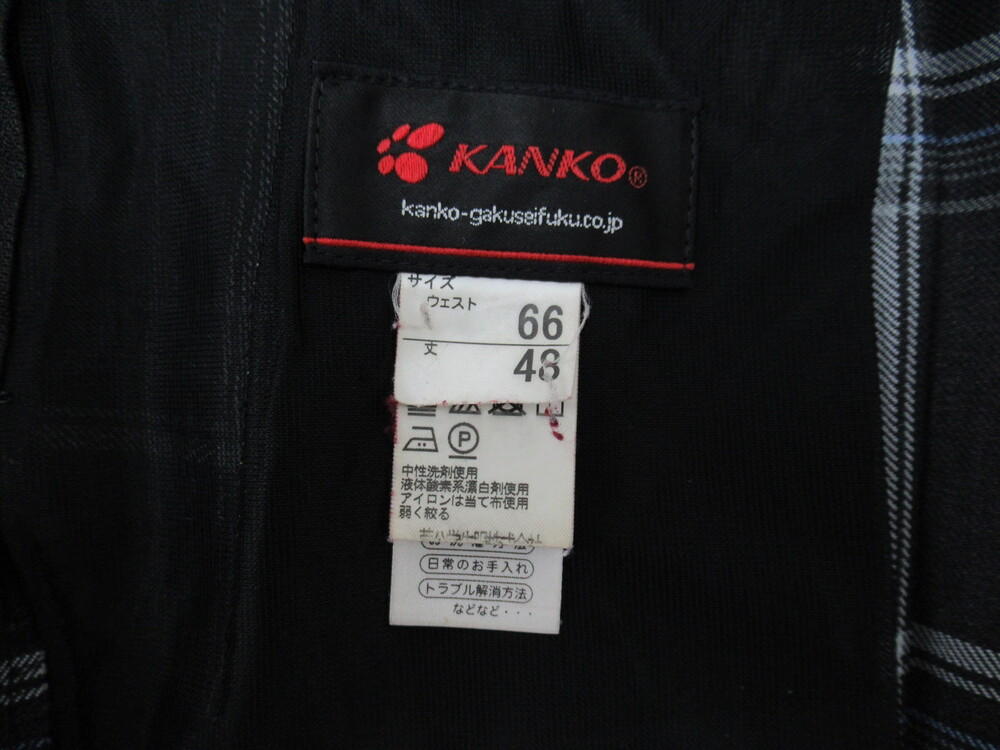 KANKO®
kanko-gakuseifuku.co.jp
サイズ
ウェスト
66
丈
48
P
中性洗剤使用
液体酸素系漂白剤使用
アイロンは当て布使用
弱く絞る
日常のお手入れ
トラブル解消方法
などなど・・・